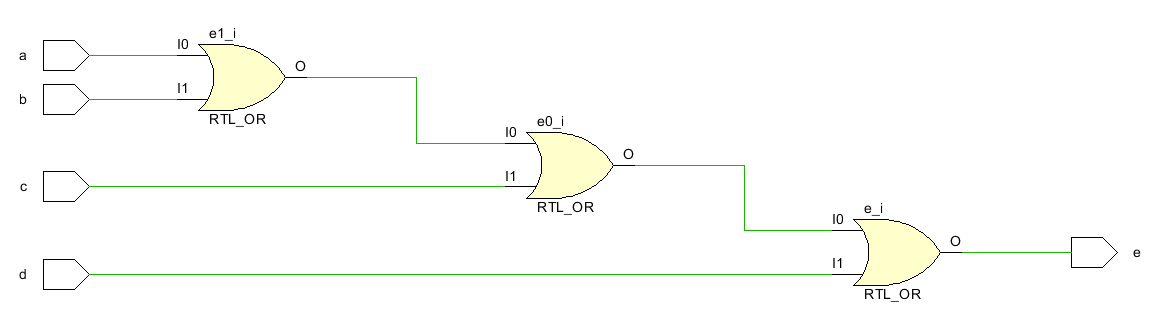 e1_i
a
I0
O
b
I1
RTL_OR
e0_i
I0
O
c
I1
RTL_OR
e_i
I0
O
e
d
I1
RTL_OR